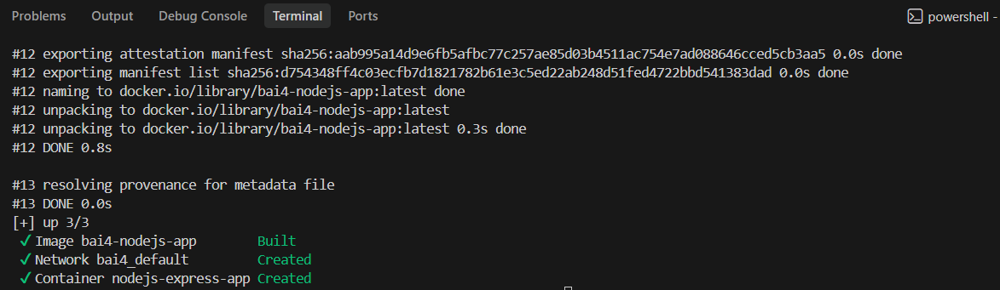 Problems Output Debug Console Terminal Ports powershell -
#12 exporting attestation manifest sha256:aab995a14d9e6fb5afbc77c257ae85d03b4511ac754e7ad088646cced5cb3aa5 0.0s done
#12 exporting manifest list sha256:d754348ff4c03ecfb7d1821782b61e3c5ed22ab248d51fed4722bbd541383dad 0.0s done
#12 naming to docker.io/library/bai4-nodejs-app:latest done
#12 unpacking to docker.io/library/bai4-nodejs-app:latest
#12 unpacking to docker.io/library/bai4-nodejs-app:latest 0.3s done
#12 DONE 0.8s
#13 resolving provenance for metadata file
#13 DONE 0.0s
[+] up 3/3
✓ Image bai4-nodejs-app Built
✓ Network bai4_default Created
✓ Container nodejs-express-app Created